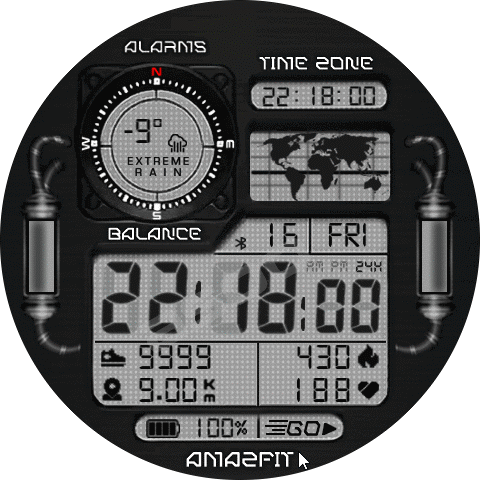 ALARMS
TIME ZONE
22:18:00
N
W
E
S
-9°
EXTREME
RAIN
BALANCE
16 FRI
AM PM 24H
22:18:00
9999 430
9.00 Km 188
100% GO
AMAZFIT